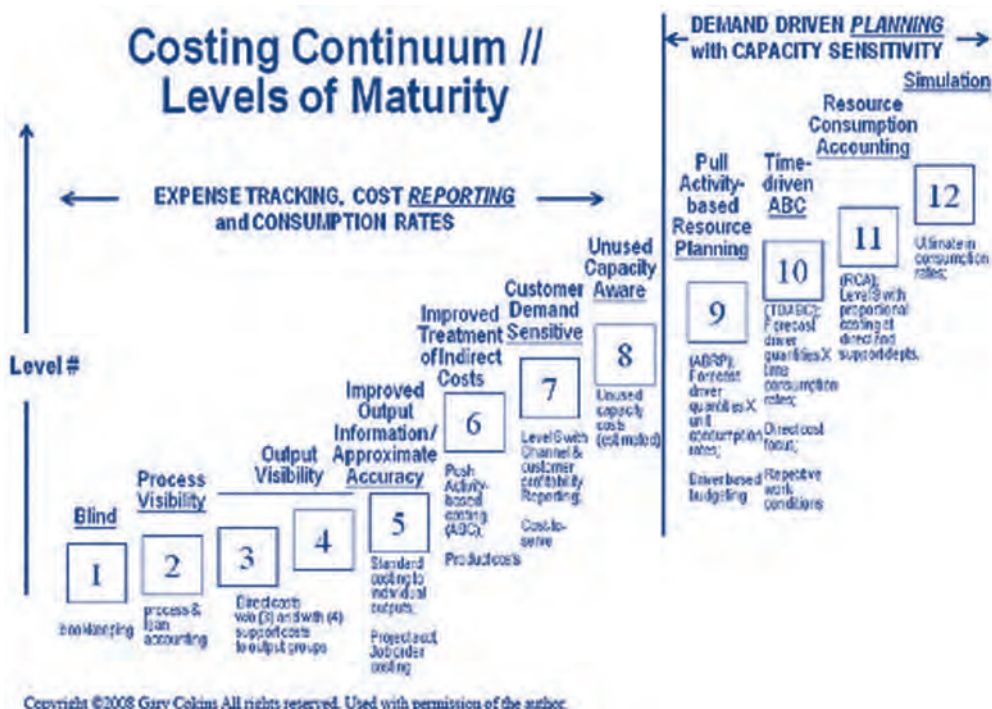 Costing Continuum //
Levels of Maturity
DEMAND DRIVEN PLANNING
with CAPACITY SENSITIVITY
EXPENSE TRACKING, COST REPORTING
and CONSUMPTION RATES
Level #
Blind
1
bookkeeping
Process
Visibility
2
process &
lean
accounting
Output
Visibility
3
4
Direct costs
w/o (3) and with (4)
support costs
to output groups
Improved
Output
Information/
Approximate
Accuracy
5
Standard
costing to
individual
outputs;
Project acct.
Job order
costing
Improved
Treatment
of Indirect
Costs
6
Push
Activity-
based
costing
(ABC);
Product costs
Customer
Demand
Sensitive
7
Level 6 with
Channel &
customer
profitability
Reporting;
Cost-to-
serve
Unused
Capacity
Aware
8
Unused
capacity
costs
(estimated)
Pull
Activity-
based
Resource
Planning
9
(ABRP);
Forecast
driver
quantities X
unit
consumption
rates;
Driver based
budgeting
Time-
driven
ABC
10
(TDABC);
Forecast
driver
quantities X
time
consumption
rates;
Direct cost
focus;
work
conditions
Resource
Consumption
Accounting
11
(RCA);
with
proportional
costing of
direct and
support depts.
Simulation
12
Ultimate in
consumption
rates;
Copyright ©2008 Gary Cokins All rights reserved. Used with permission of the author.